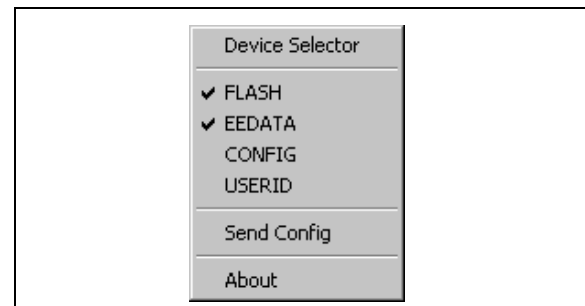 Device Selector
FLASH
EEDATA
CONFIG
USERID
Send Config
About